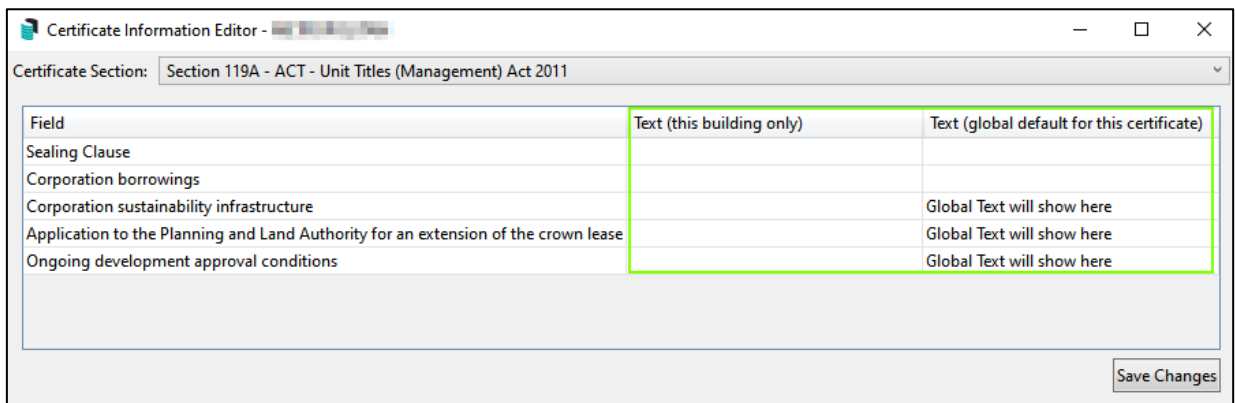 Certificate Information Editor -
Certificate Section: Section 119A - ACT - Unit Titles (Management) Act 2011
Field Text (this building only) Text (global default for this certificate)
Sealing Clause
Corporation borrowings
Corporation sustainability infrastructure Global Text will show here
Application to the Planning and Land Authority for an extension of the crown lease Global Text will show here
Ongoing development approval conditions Global Text will show here
Save Changes